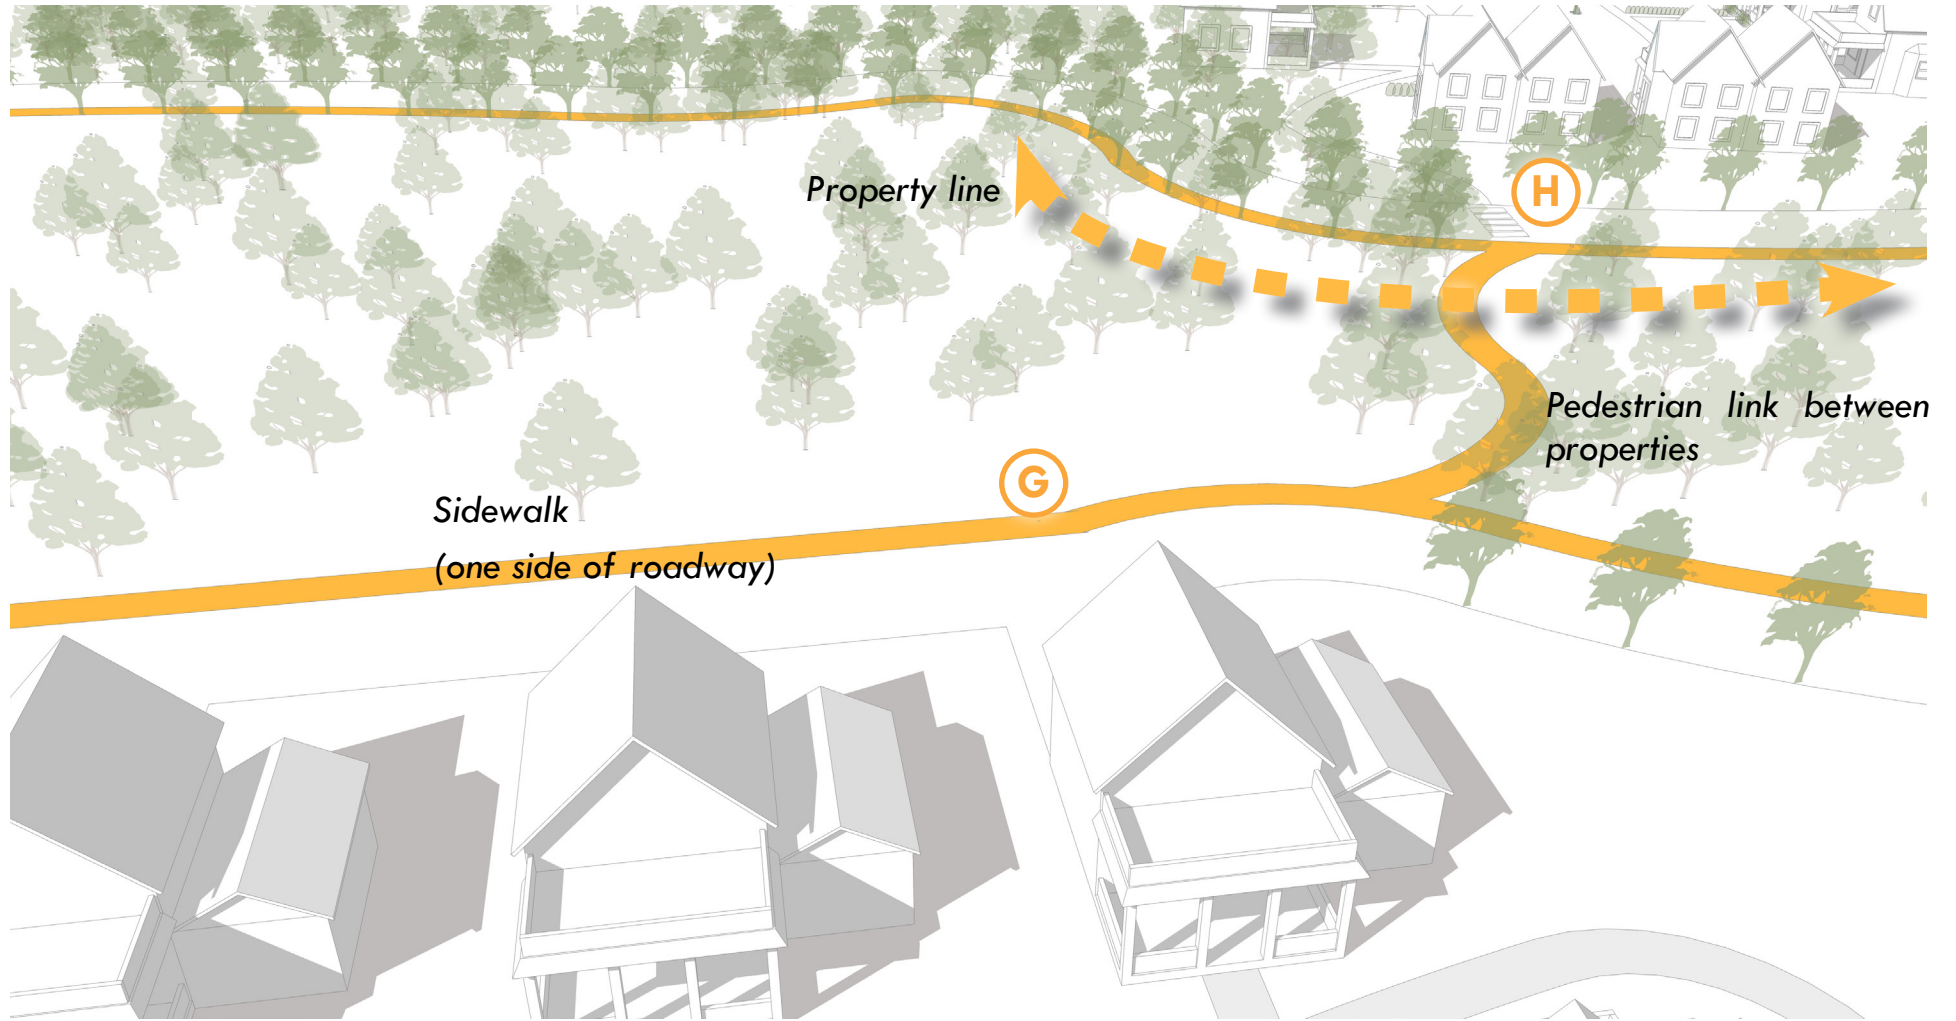 H
Property line
Pedestrian link between
properties
G
Sidewalk
(one side of roadway)